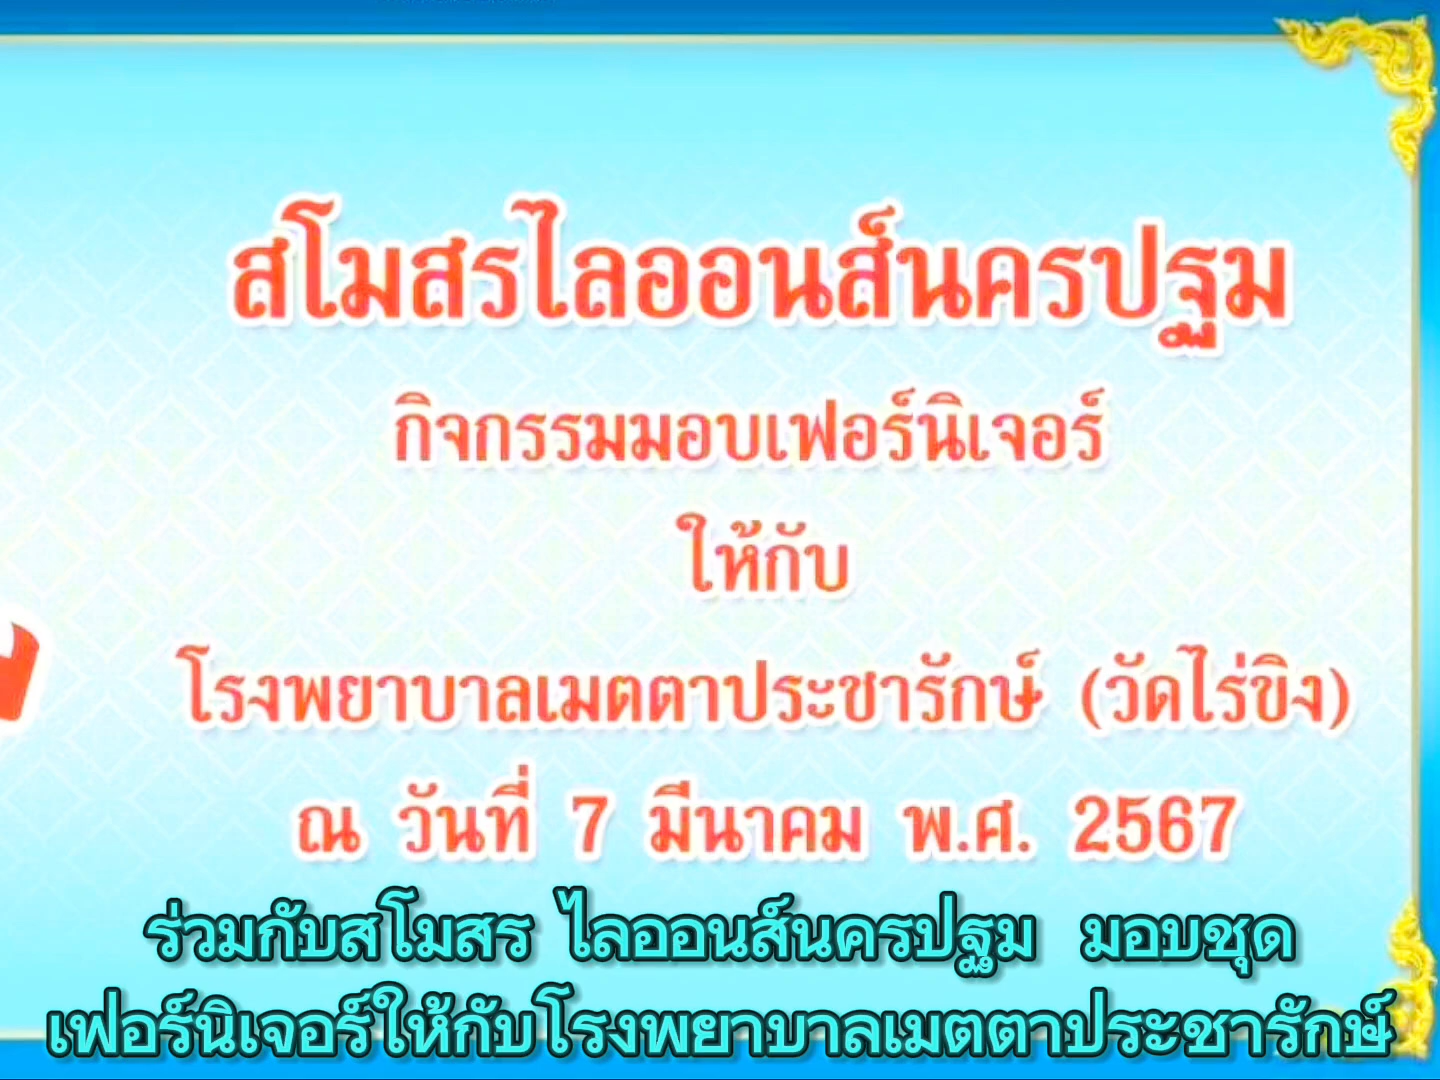 สโมสรไลออนส์นครปฐม
กิจกรรมมอบเฟอร์นิเจอร์
ให้กับ
โรงพยาบาลเมตตาประชารักษ์ (วัดไร่ขิง)
ณ วันที่ 7 มีนาคม พ.ศ. 2567
ร่วมกับสโมสร ไลออนส์นครปฐม มอบชุด
เฟอร์นิเจอร์ให้กับโรงพยาบาลเมตตาประชารักษ์